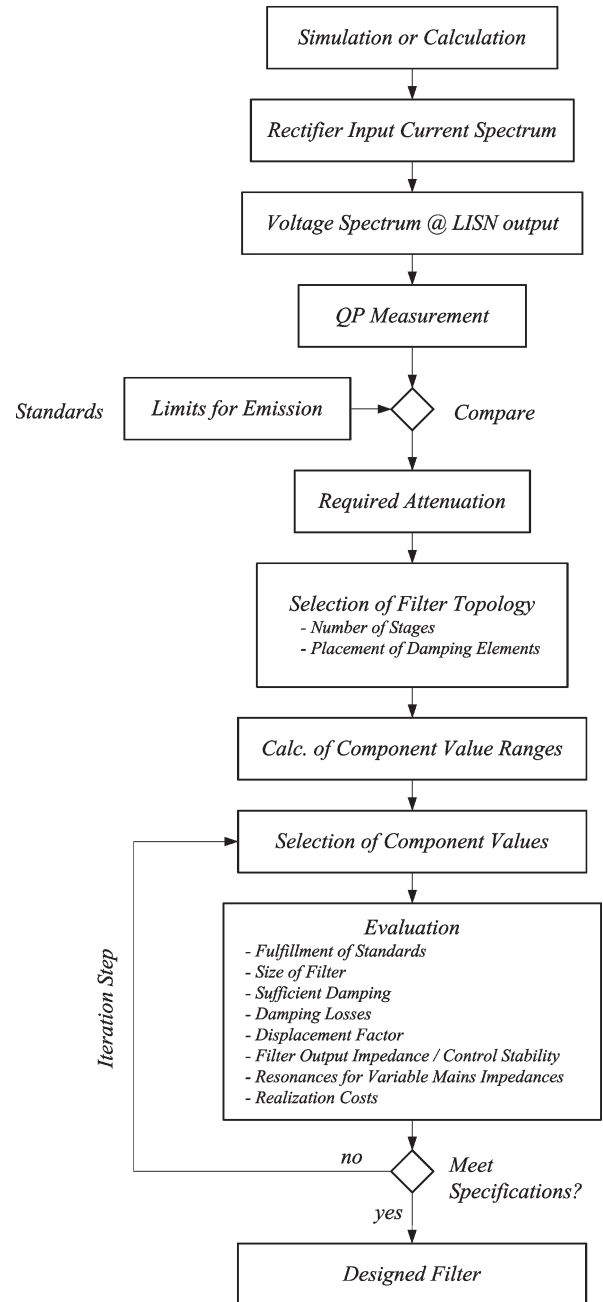 Simulation or Calculation
Rectifier Input Current Spectrum
Voltage Spectrum @ LISN output
QP Measurement
Standards
Limits for Emission
Compare
Required Attenuation
Selection of Filter Topology
- Number of Stages
- Placement of Damping Elements
Calc. of Component Value Ranges
Selection of Component Values
Iteration Step
Evaluation
- Fulfillment of Standards
- Size of Filter
- Sufficient Damping
- Damping Losses
- Displacement Factor
- Filter Output Impedance / Control Stability
- Resonances for Variable Mains Impedances
- Realization Costs
no
Meet
Specifications?
yes
Designed Filter